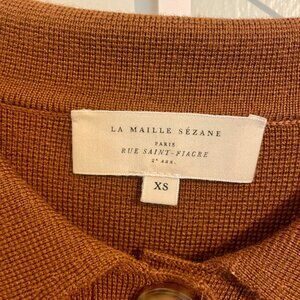 LA MAILLE SÉZANE
PARIS
RUE SAINT-FIACRE
2e ARR.
XS